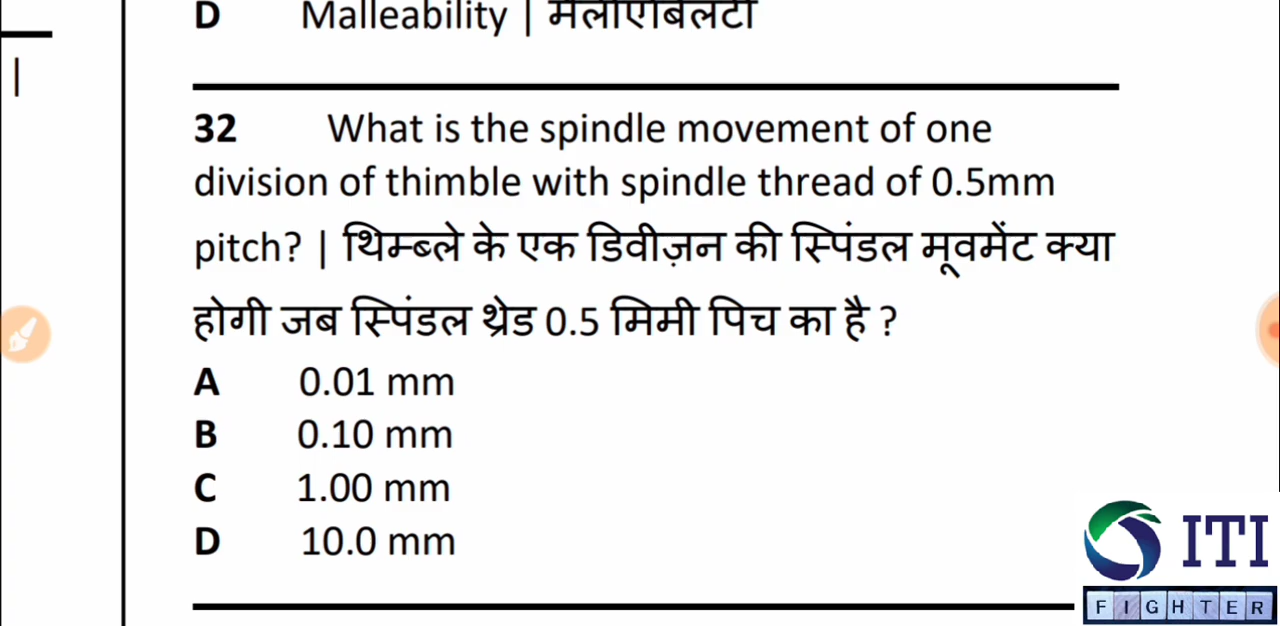 D Malleability | मलीएबिलटी
32 What is the spindle movement of one
division of thimble with spindle thread of 0.5mm
pitch? | थिम्ब्ले के एक डिवीज़न की स्पिंडल मूवमेंट क्या
होगी जब स्पिंडल थ्रेड 0.5 मिमी पिच का है ?
A 0.01 mm
B 0.10 mm
C 1.00 mm
D 10.0 mm
ITI
FIGHTER